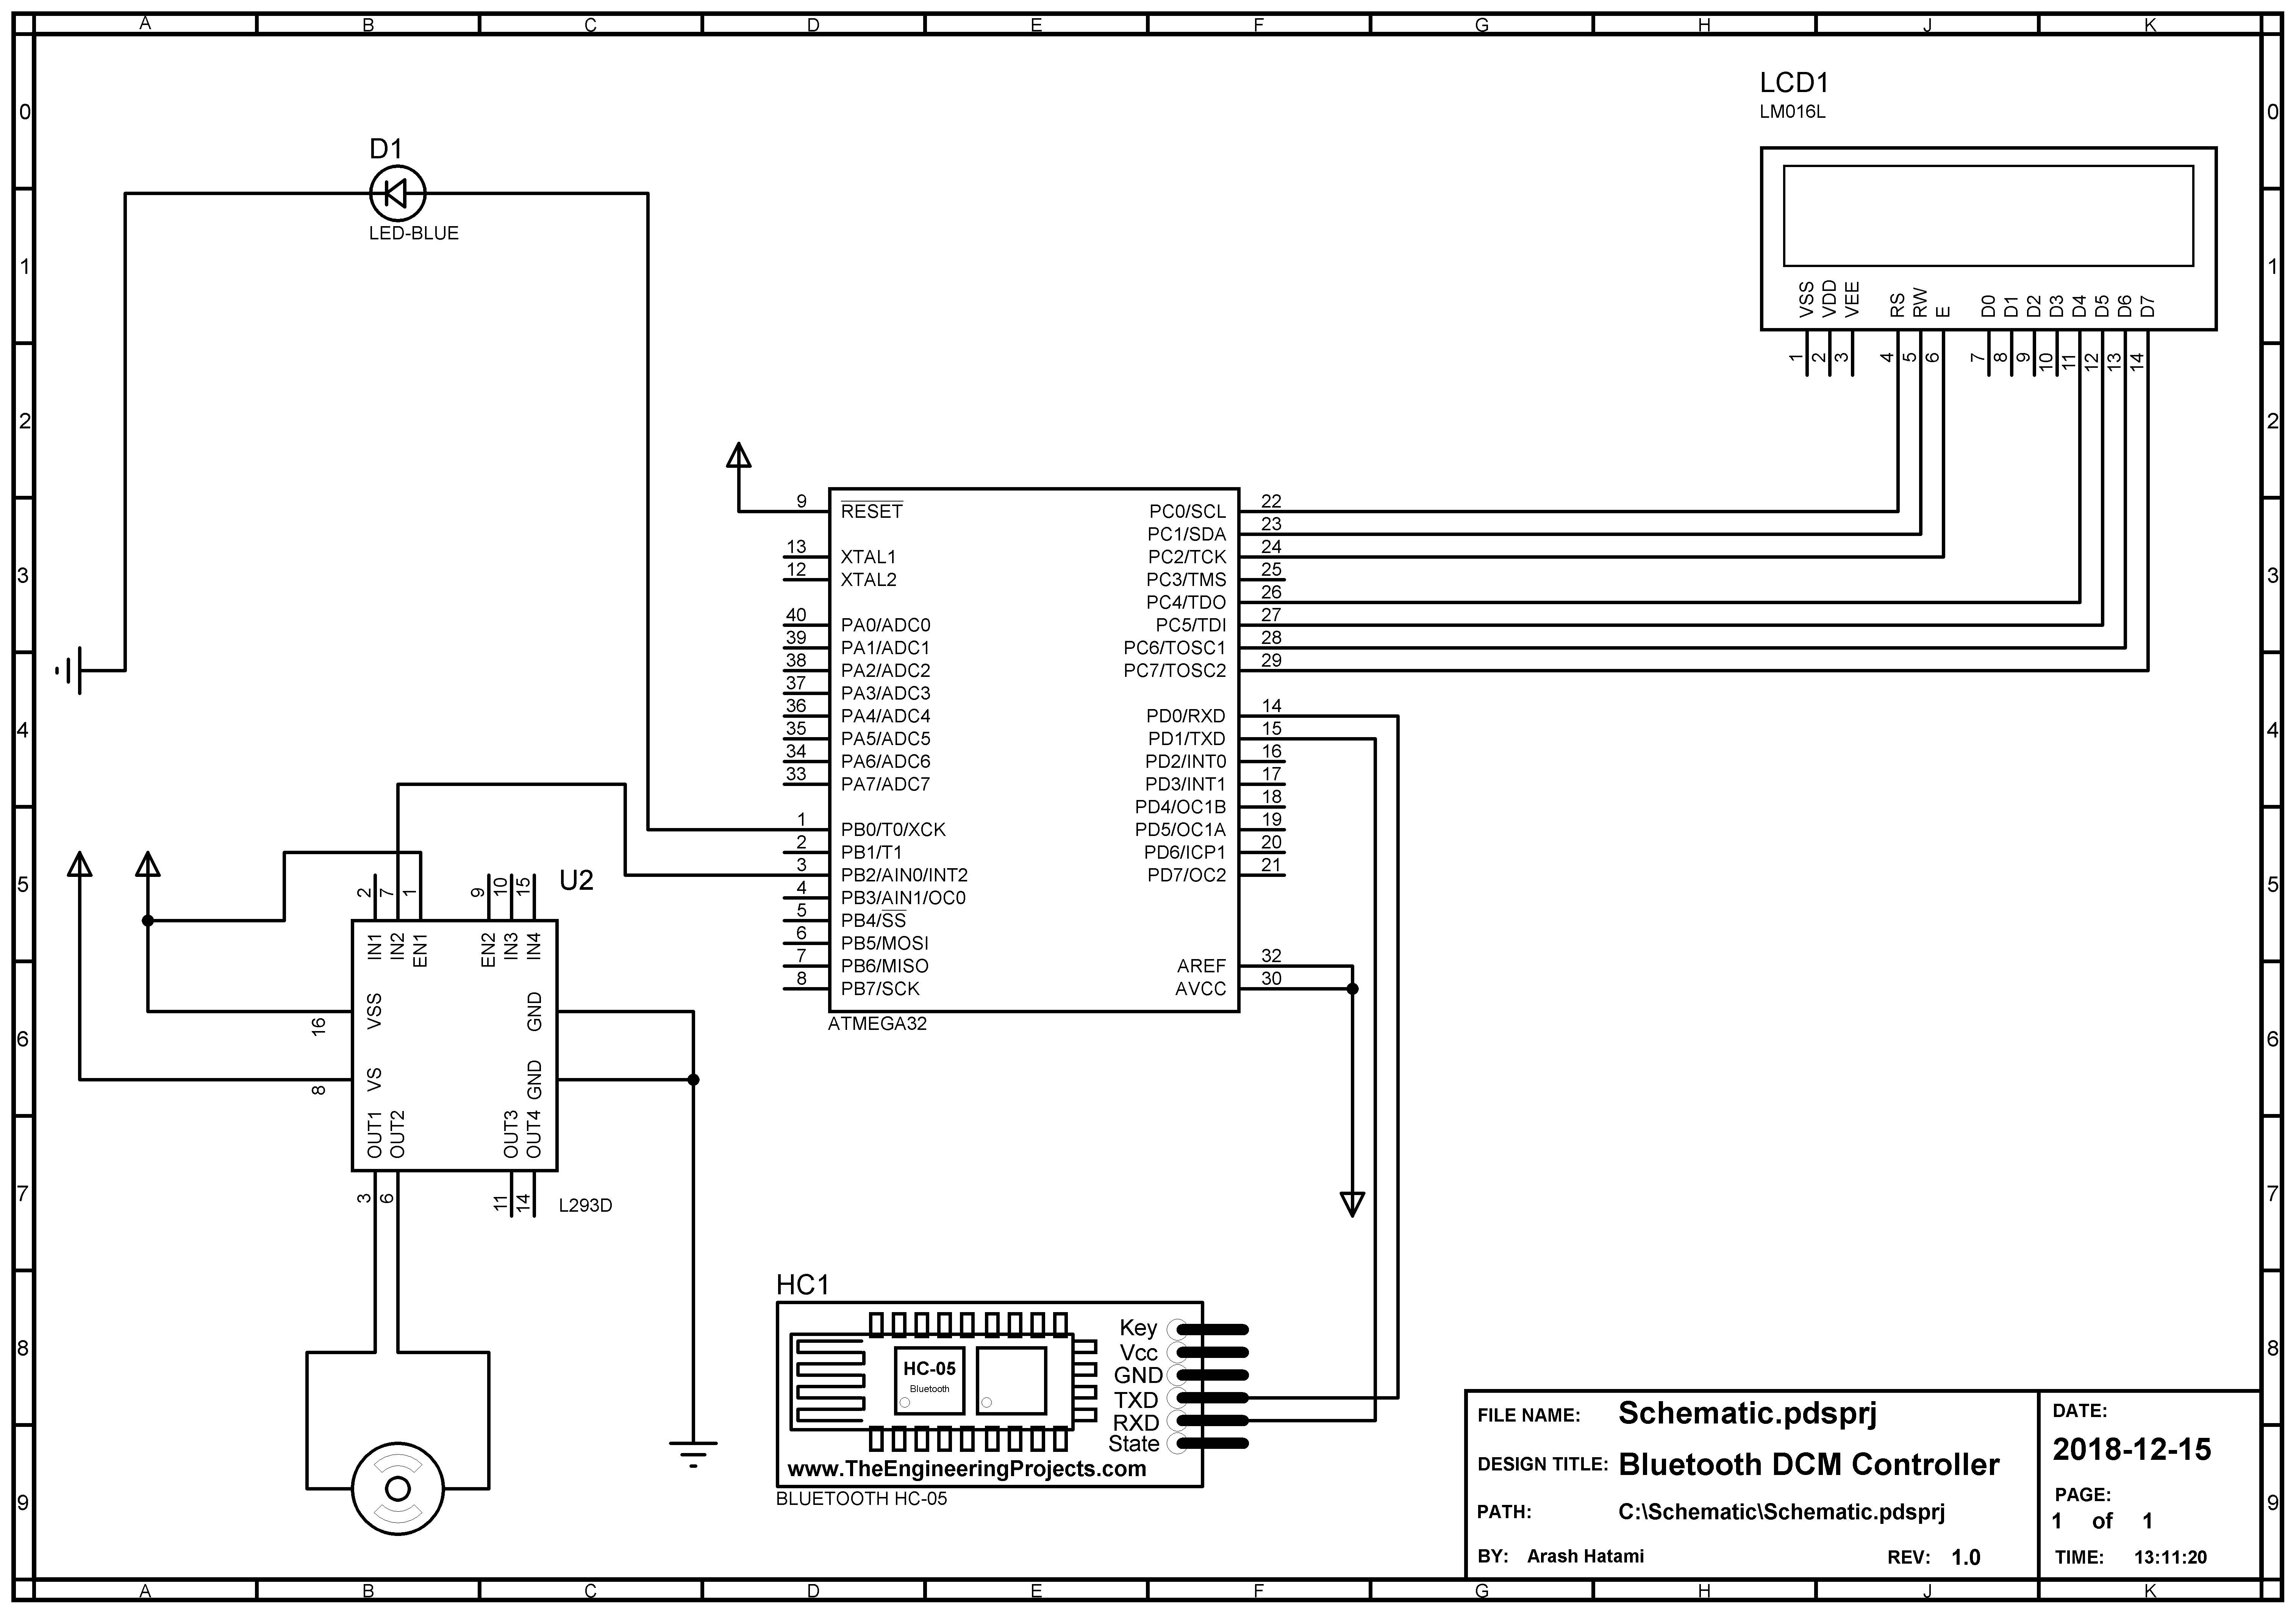 A B C D E F G H J K
0 0
1 1
2 2
3 3
4 4
5 5
6 6
7 7
8 8
9 9
D1
LED-BLUE
LCD1
LM016L
VSS VDD VEE RS RW E D0 D1 D2 D3 D4 D5 D6 D7
1 2 3 4 5 6 7 8 9 10 11 12 13 14
9 RESET
13 XTAL1
12 XTAL2
40 PA0/ADC0
39 PA1/ADC1
38 PA2/ADC2
37 PA3/ADC3
36 PA4/ADC4
35 PA5/ADC5
34 PA6/ADC6
33 PA7/ADC7
1 PB0/T0/XCK
2 PB1/T1
3 PB2/AIN0/INT2
4 PB3/AIN1/OC0
5 PB4/SS
6 PB5/MOSI
7 PB6/MISO
8 PB7/SCK
PC0/SCL 22
PC1/SDA 23
PC2/TCK 24
PC3/TMS 25
PC4/TDO 26
PC5/TDI 27
PC6/TOSC1 28
PC7/TOSC2 29
PD0/RXD 14
PD1/TXD 15
PD2/INT0 16
PD3/INT1 17
PD4/OC1B 18
PD5/OC1A 19
PD6/ICP1 20
PD7/OC2 21
AREF 32
AVCC 30
ATMEGA32
U2
2 7 1 9 10 15
IN1 IN2 EN1 EN2 IN3 IN4
16 VSS GND
8 VS GND
OUT1 OUT2 OUT3 OUT4
3 6 11 14
L293D
HC1
HC-05
Bluetooth
Key
Vcc
GND
TXD
RXD
State
www.TheEngineeringProjects.com
BLUETOOTH HC-05
FILE NAME: Schematic.pdsprj
DESIGN TITLE: Bluetooth DCM Controller
PATH: C:\Schematic\Schematic.pdsprj
BY: Arash Hatami REV: 1.0
DATE:
2018-12-15
PAGE:
1 of 1
TIME: 13:11:20
A B C D E F G H J K